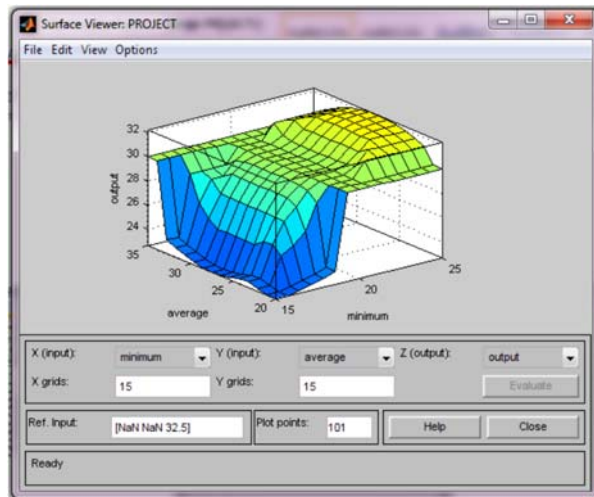 Surface Viewer: PROJECT
File Edit View Options
32
30
28
26
24
output
35
30
25
20
average
15
20
25
minimum
X (input): minimum Y (input): average Z (output): output
X grids: 15 Y grids: 15 Evaluate
Ref. Input: [NaN NaN 32.5] Plot points: 101 Help Close
Ready